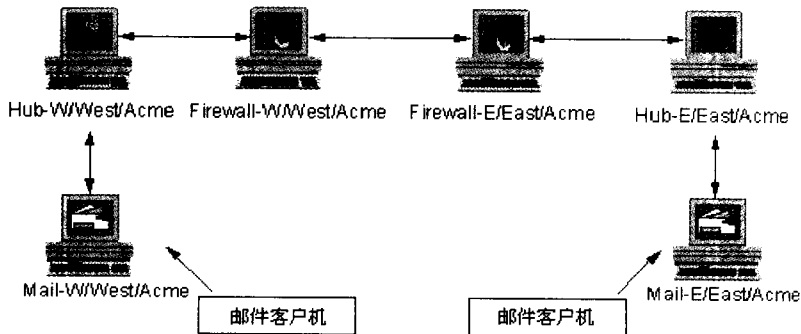 Hub-W/West/Acme
Firewall-W/West/Acme
Firewall-E/East/Acme
Hub-E/East/Acme
Mail-W/West/Acme
Mail-E/East/Acme
邮件客户机
邮件客户机